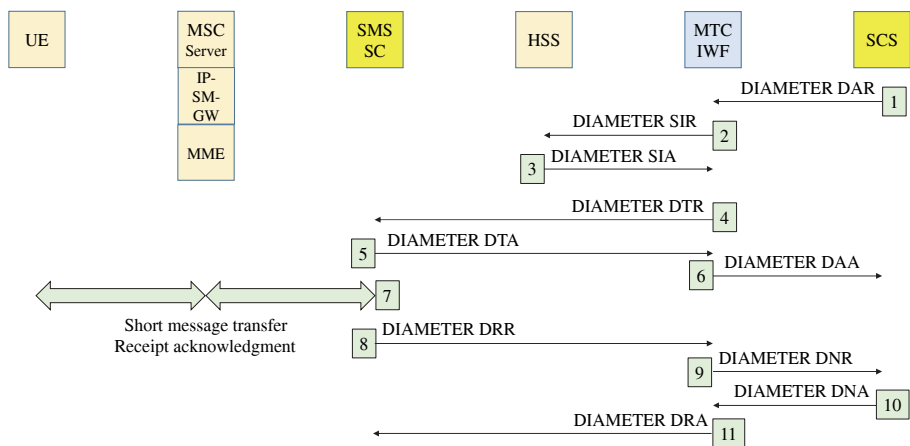 UE
MSC
Server
SMS
SC
HSS
MTC
IWF
SCS
IP-
SM-
GW
MME
DIAMETER DAR
1
DIAMETER SIR
2
3
DIAMETER SIA
DIAMETER DTR
4
5
DIAMETER DTA
6
DIAMETER DAA
7
Short message transfer
Receipt acknowledgment
8
DIAMETER DRR
9
DIAMETER DNR
DIAMETER DNA
10
DIAMETER DRA
11